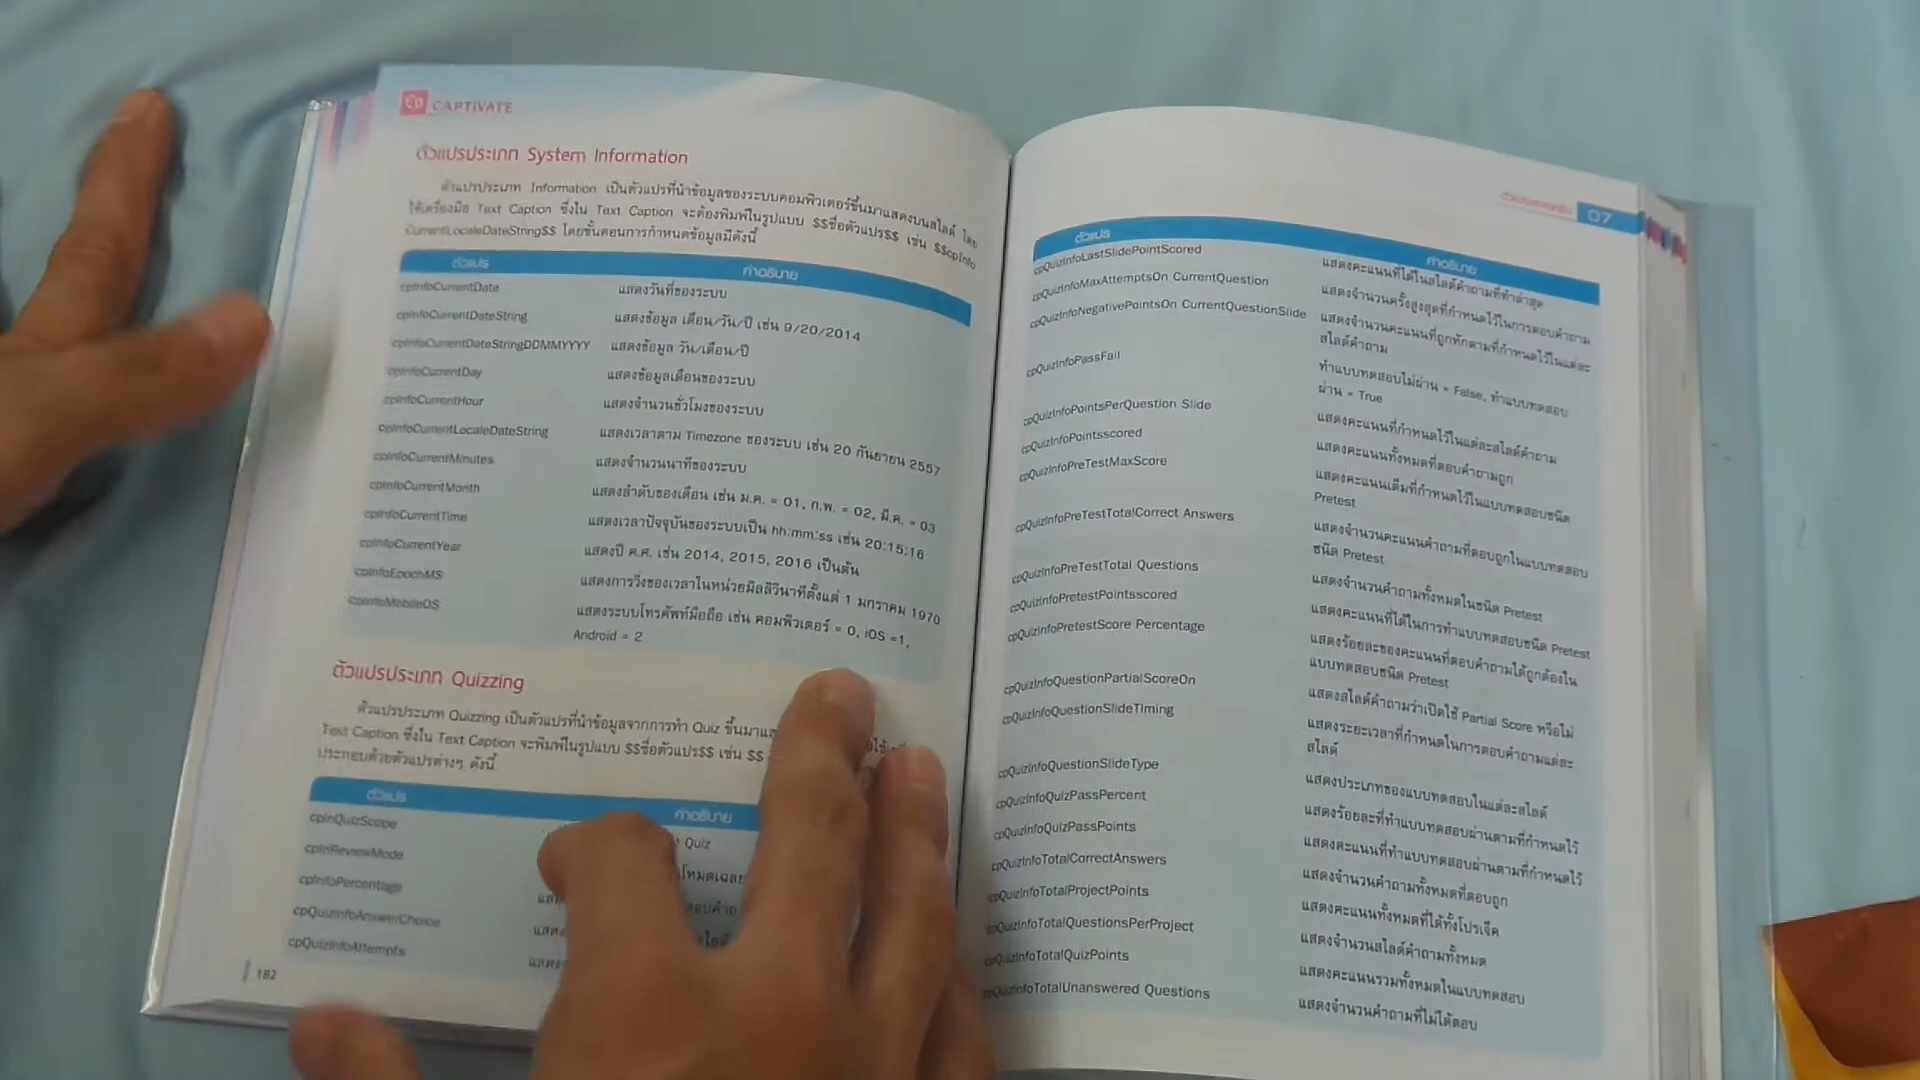 Cp CAPTIVATE
ตัวแปรประเภท System Information
ตัวแปรประเภท Information เป็นตัวแปรที่นำข้อมูลของระบบคอมพิวเตอร์ขึ้นมาแสดงบนสไลด์ โดย
ใช้เครื่องมือ Text Caption ซึ่งใน Text Caption จะต้องพิมพ์ในรูปแบบ $$ชื่อตัวแปร$$ เช่น $$cpInfo
CurrentLocaleDateString$$ โดยขั้นตอนการกำหนดข้อมูลมีดังนี้
ตัวแปร คำอธิบาย
cpInfoCurrentDate แสดงวันที่ของระบบ
cpInfoCurrentDateString แสดงข้อมูล เดือน/วัน/ปี เช่น 9/20/2014
cpInfoCurrentDateStringDDMMYYYY แสดงข้อมูล วัน/เดือน/ปี
cpInfoCurrentDay แสดงข้อมูลเดือนของระบบ
cpInfoCurrentHour แสดงจำนวนชั่วโมงของระบบ
cpInfoCurrentLocaleDateString แสดงเวลาตาม Timezone ของระบบ เช่น 20 กันยายน 2557
cpInfoCurrentMinutes แสดงจำนวนนาทีของระบบ
cpInfoCurrentMonth แสดงลำดับของเดือน เช่น ม.ค. = 01, ก.พ. = 02, มี.ค. = 03
cpInfoCurrentTime แสดงเวลาปัจจุบันของระบบเป็น hh:mm:ss เช่น 20:15:16
cpInfoCurrentYear แสดงปี ค.ศ. เช่น 2014, 2015, 2016 เป็นต้น
cpInfoEpochMS แสดงการวิ่งของเวลาในหน่วยมิลลิวินาทีตั้งแต่ 1 มกราคม 1970
cpInfoMobileOS แสดงระบบโทรศัพท์มือถือ เช่น คอมพิวเตอร์ = 0, iOS =1,
Android = 2
ตัวแปรประเภท Quizzing
ตัวแปรประเภท Quizzing เป็นตัวแปรที่นำข้อมูลจากการทำ Quiz ขึ้นมาแส
Text Caption ซึ่งใน Text Caption จะพิมพ์ในรูปแบบ $$ชื่อตัวแปร$$ เช่น $$
ประกอบด้วยตัวแปรต่างๆ ดังนี้
ตัวแปร คำอธิบาย
cpInQuizScope Quiz
cpInReviewMode โหมดเฉลย
cpInfoPercentage
cpQuizInfoAnswerChoice
cpQuizInfoAttempts
182
07
ตัวแปร คำอธิบาย
cpQuizInfoLastSlidePointScored แสดงคะแนนที่ได้ในสไลด์คำถามที่ทำล่าสุด
cpQuizInfoMaxAttemptsOn CurrentQuestion แสดงจำนวนครั้งสูงสุดที่กำหนดไว้ในการตอบคำถาม
cpQuizInfoNegativePointsOn CurrentQuestionSlide แสดงจำนวนคะแนนที่ถูกหักตามที่กำหนดไว้ในแต่ละ
สไลด์คำถาม
cpQuizInfoPassFail ทำแบบทดสอบไม่ผ่าน = False, ทำแบบทดสอบ
ผ่าน = True
cpQuizInfoPointsPerQuestion Slide แสดงคะแนนที่กำหนดไว้ในแต่ละสไลด์คำถาม
cpQuizInfoPointsscored แสดงคะแนนทั้งหมดที่ตอบคำถามถูก
cpQuizInfoPreTestMaxScore แสดงคะแนนเต็มที่กำหนดไว้ในแบบทดสอบชนิด
Pretest
cpQuizInfoPreTestTotalCorrect Answers แสดงจำนวนคะแนนคำถามที่ตอบถูกในแบบทดสอบ
ชนิด Pretest
cpQuizInfoPreTestTotal Questions แสดงจำนวนคำถามทั้งหมดในชนิด Pretest
cpQuizInfoPretestPointsscored แสดงคะแนนที่ได้ในการทำแบบทดสอบชนิด Pretest
cpQuizInfoPretestScore Percentage แสดงร้อยละของคะแนนที่ตอบคำถามได้ถูกต้องใน
แบบทดสอบชนิด Pretest
cpQuizInfoQuestionPartialScoreOn แสดงสไลด์คำถามว่าเปิดใช้ Partial Score หรือไม่
cpQuizInfoQuestionSlideTiming แสดงระยะเวลาที่กำหนดในการตอบคำถามแต่ละ
สไลด์
cpQuizInfoQuestionSlideType แสดงประเภทของแบบทดสอบในแต่ละสไลด์
cpQuizInfoQuizPassPercent แสดงร้อยละที่ทำแบบทดสอบผ่านตามที่กำหนดไว้
cpQuizInfoQuizPassPoints แสดงคะแนนที่ทำแบบทดสอบผ่านตามที่กำหนดไว้
cpQuizInfoTotalCorrectAnswers แสดงจำนวนคำถามทั้งหมดที่ตอบถูก
cpQuizInfoTotalProjectPoints แสดงคะแนนทั้งหมดที่ได้ทั้งโปรเจ็ค
cpQuizInfoTotalQuestionsPerProject แสดงจำนวนสไลด์คำถามทั้งหมด
cpQuizInfoTotalQuizPoints แสดงคะแนนรวมทั้งหมดในแบบทดสอบ
cpQuizInfoTotalUnanswered Questions แสดงจำนวนคำถามที่ไม่ได้ตอบ